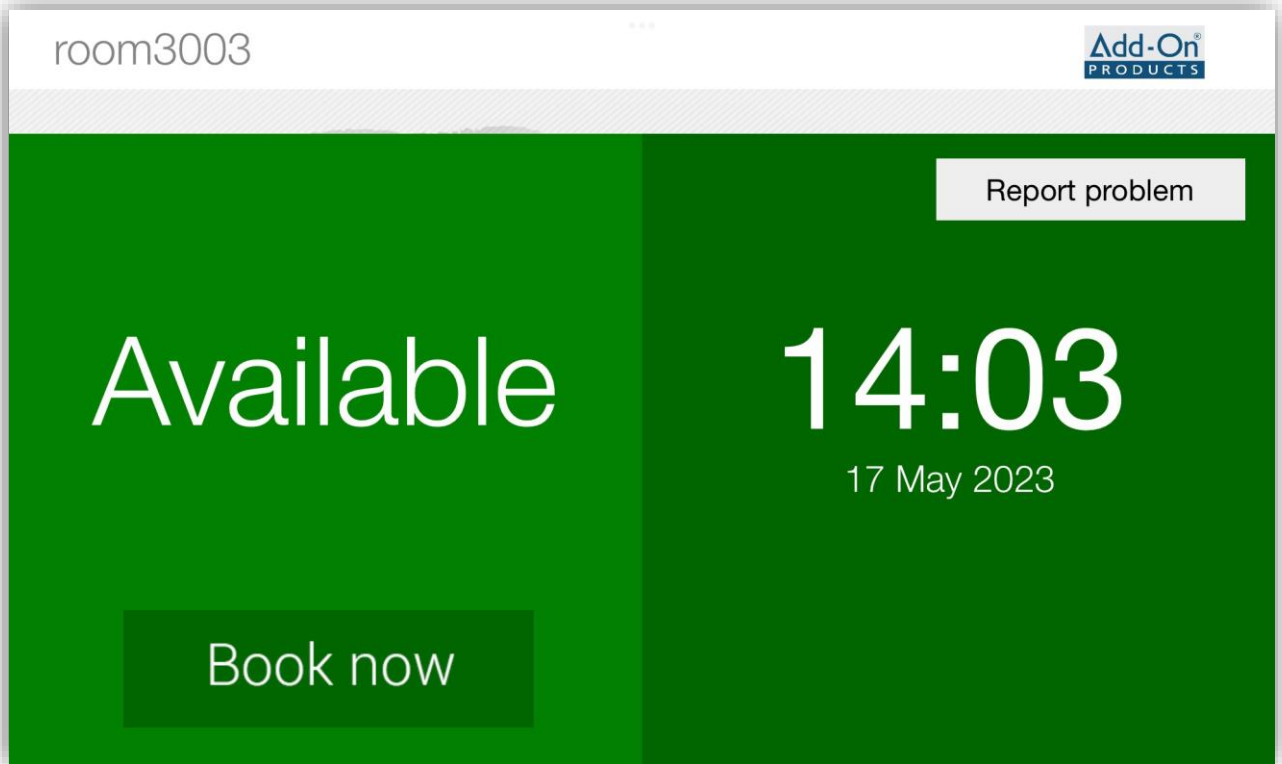 room3003
Add-On®
PRODUCTS
Report problem
Available
14:03
17 May 2023
Book now